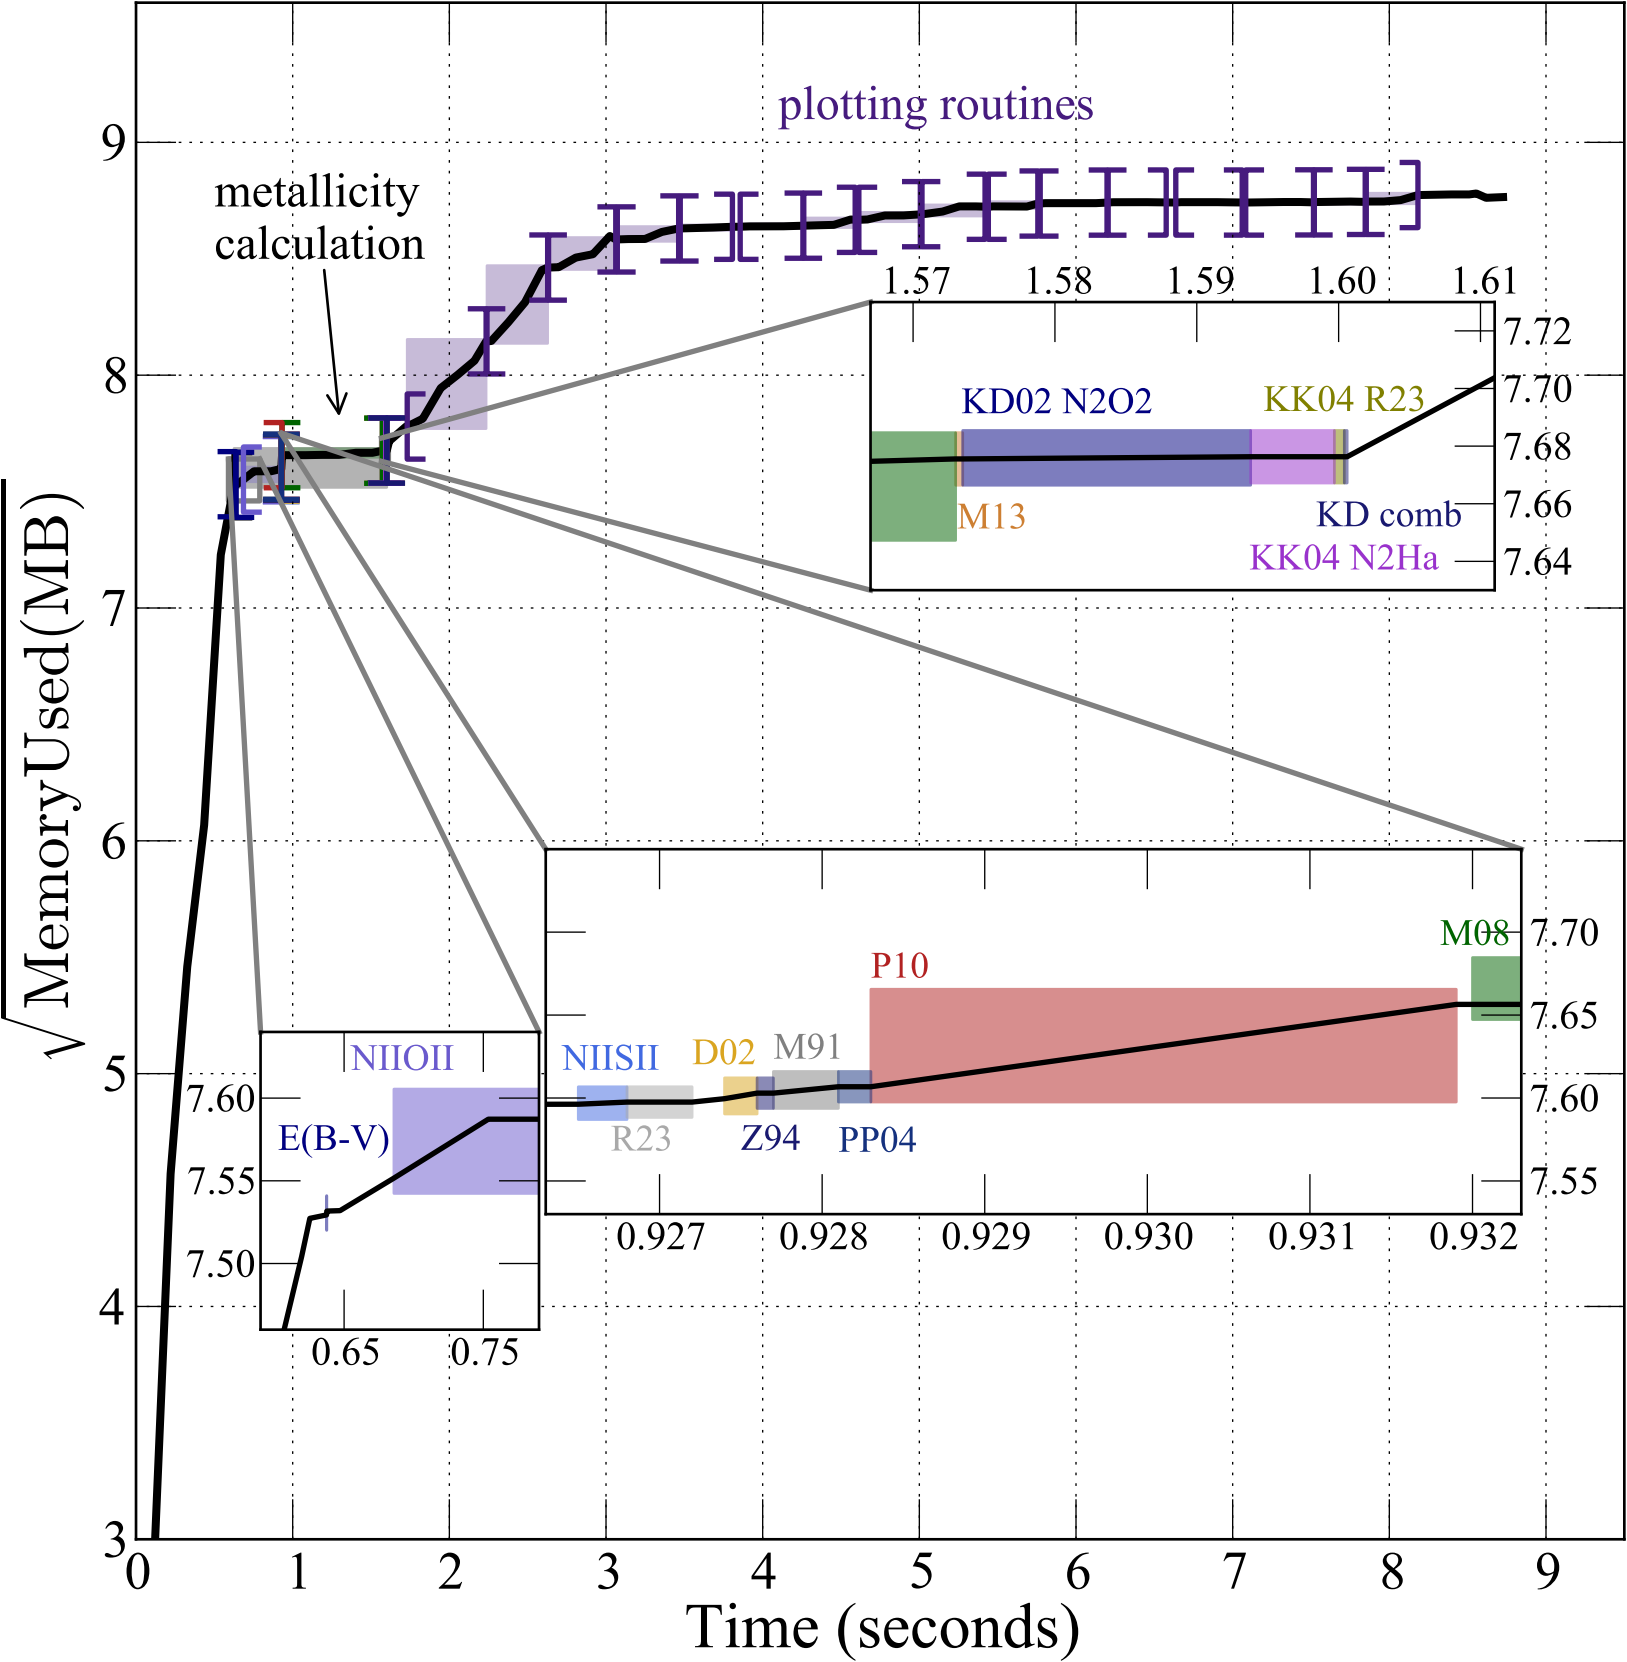 plotting routines
metallicity
calculation
√Memory Used (MB)
9
8
7
6
5
4
3
0 1 2 3 4 5 6 7 8 9
Time (seconds)
1.57 1.58 1.59 1.60 1.61
7.72
7.70
7.68
7.66
7.64
KD02 N2O2
KK04 R23
M13
KD comb
KK04 N2Ha
M08
P10
NIISII
D02
M91
R23
Z94
PP04
7.70
7.65
7.60
7.55
0.927 0.928 0.929 0.930 0.931 0.932
NIIOII
E(B-V)
7.60
7.55
7.50
0.65 0.75